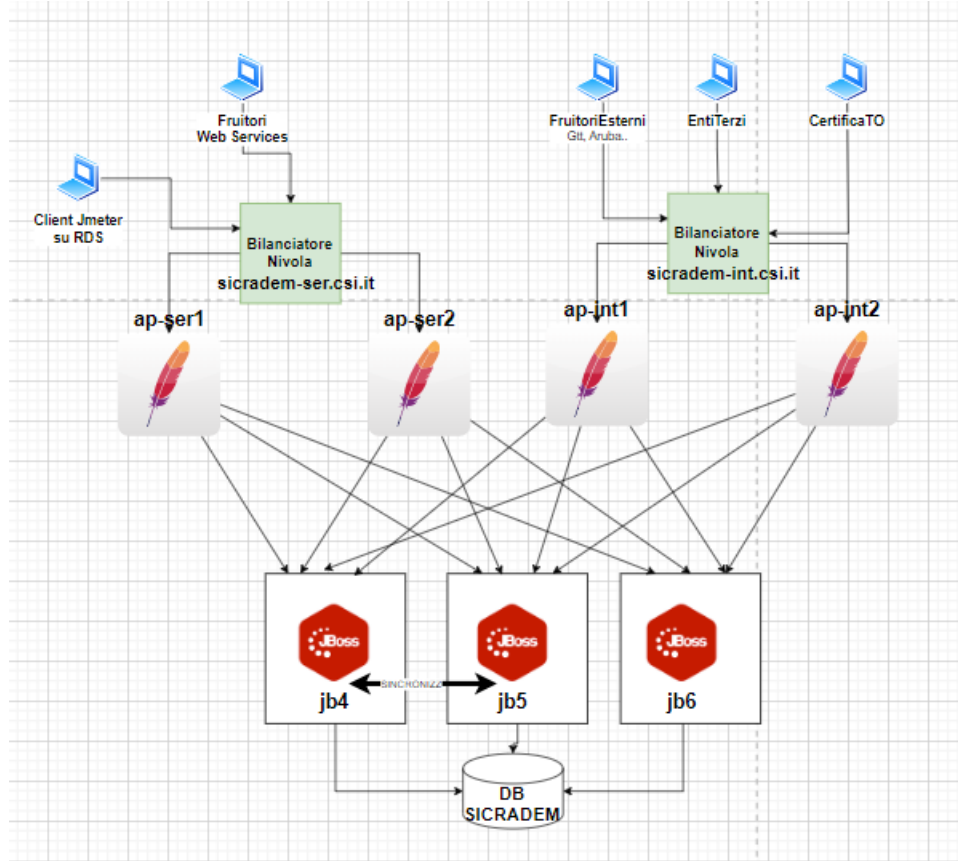 Fruitori
Web Services
FruitoriEsterni
Gtt, Aruba..
EntiTerzi
CertificaTO
Client Jmeter
su RDS
Bilanciatore
Nivola
sicradem-ser.csi.it
Bilanciatore
Nivola
sicradem-int.csi.it
ap-ser1
ap-ser2
ap-int1
ap-int2
JBoss
JBoss
JBoss
SINCRONIZZ
jb4
jb5
jb6
DB
SICRADEM